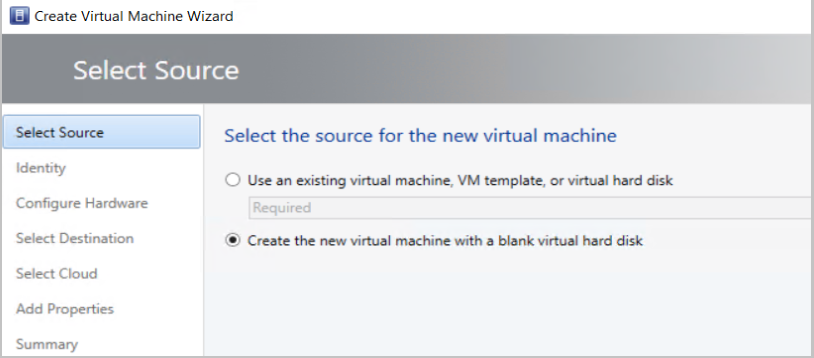 Create Virtual Machine Wizard
Select Source
Select Source
Identity
Configure Hardware
Select Destination
Select Cloud
Add Properties
Summary
Select the source for the new virtual machine
Use an existing virtual machine, VM template, or virtual hard disk
Required
Create the new virtual machine with a blank virtual hard disk